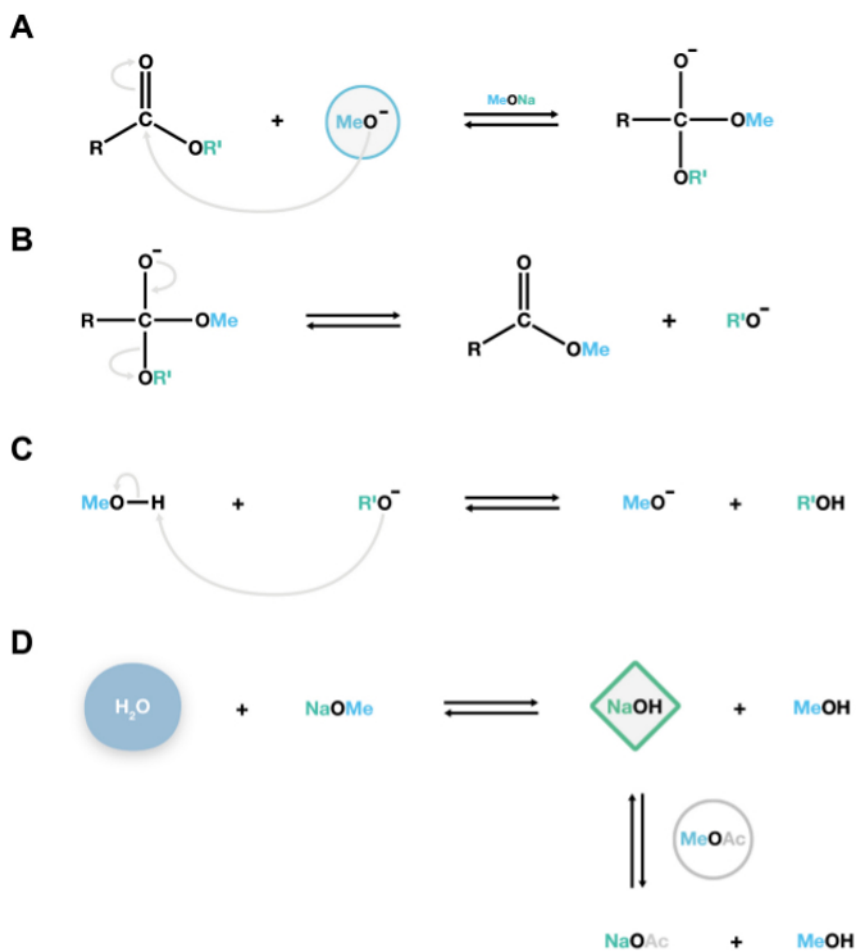 A
O
C
R
OR'
+
MeO⁻
MeONa
O⁻
R
C
OMe
OR'
B
O⁻
R
C
OMe
OR'
O
C
R
OMe
+
R'O⁻
C
MeO
H
+
R'O⁻
MeO⁻
+
R'OH
D
H₂O
+
NaOMe
NaOH
+
MeOH
MeOAc
NaOAc
+
MeOH